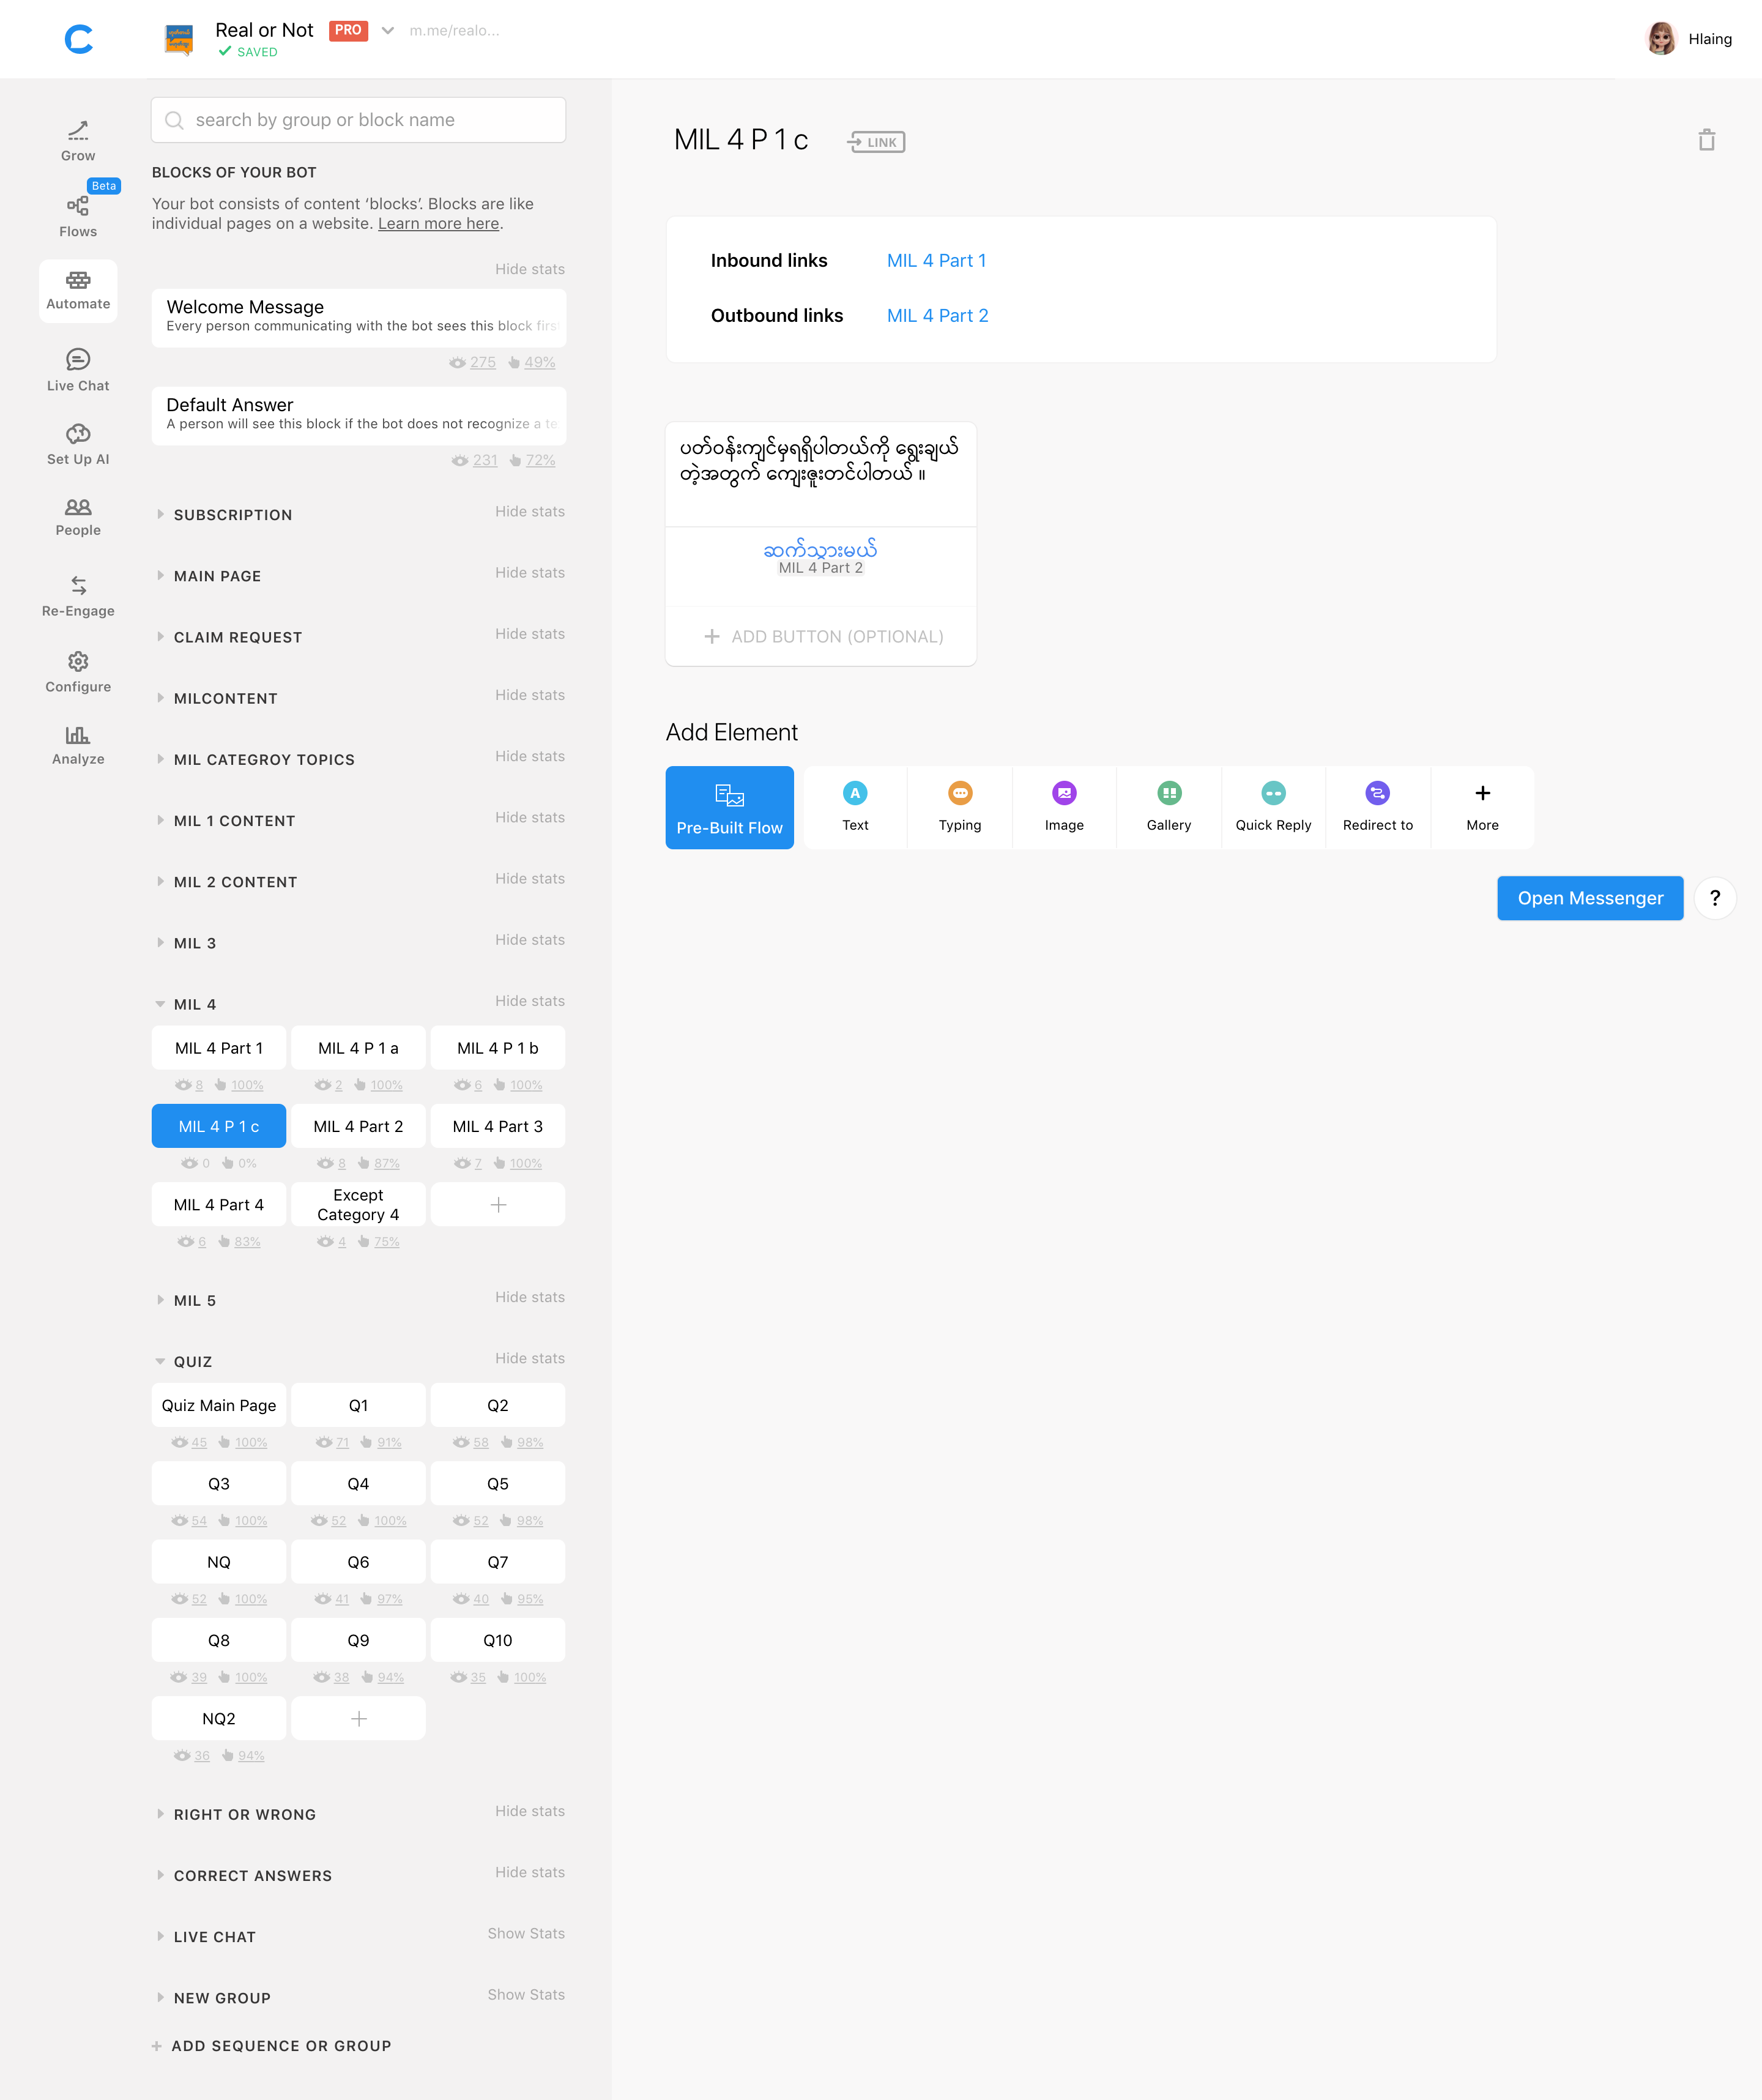 Real or Not PRO m.me/realo...
SAVED
Hlaing
Grow
Beta
Flows
Automate
Live Chat
Set Up AI
People
Re-Engage
Configure
Analyze
search by group or block name
BLOCKS OF YOUR BOT
Your bot consists of content ‘blocks’. Blocks are like
individual pages on a website. Learn more here.
Hide stats
Welcome Message
Every person communicating with the bot sees this block firs
275 49%
Default Answer
A person will see this block if the bot does not recognize a te
231 72%
SUBSCRIPTION Hide stats
MAIN PAGE Hide stats
CLAIM REQUEST Hide stats
MILCONTENT Hide stats
MIL CATEGROY TOPICS Hide stats
MIL 1 CONTENT Hide stats
MIL 2 CONTENT Hide stats
MIL 3 Hide stats
MIL 4 Hide stats
MIL 4 Part 1 MIL 4 P 1 a MIL 4 P 1 b
8 100% 2 100% 6 100%
MIL 4 P 1 c MIL 4 Part 2 MIL 4 Part 3
0 0% 8 87% 7 100%
MIL 4 Part 4 Except
Category 4
6 83% 4 75%
MIL 5 Hide stats
QUIZ Hide stats
Quiz Main Page Q1 Q2
45 100% 71 91% 58 98%
Q3 Q4 Q5
54 100% 52 100% 52 98%
NQ Q6 Q7
52 100% 41 97% 40 95%
Q8 Q9 Q10
39 100% 38 94% 35 100%
NQ2
36 94%
RIGHT OR WRONG Hide stats
CORRECT ANSWERS Hide stats
LIVE CHAT Show Stats
NEW GROUP Show Stats
+ ADD SEQUENCE OR GROUP
MIL 4 P 1 c LINK
Inbound links MIL 4 Part 1
Outbound links MIL 4 Part 2
ပတ်ဝန်းကျင်မှရရှိပါတယ်ကို ရွေးချယ်
တဲ့အတွက် ကျေးဇူးတင်ပါတယ် ။
ဆက်သွားမယ်
MIL 4 Part 2
+ ADD BUTTON (OPTIONAL)
Add Element
Pre-Built Flow
A
Text Typing Image Gallery Quick Reply Redirect to More
Open Messenger ?